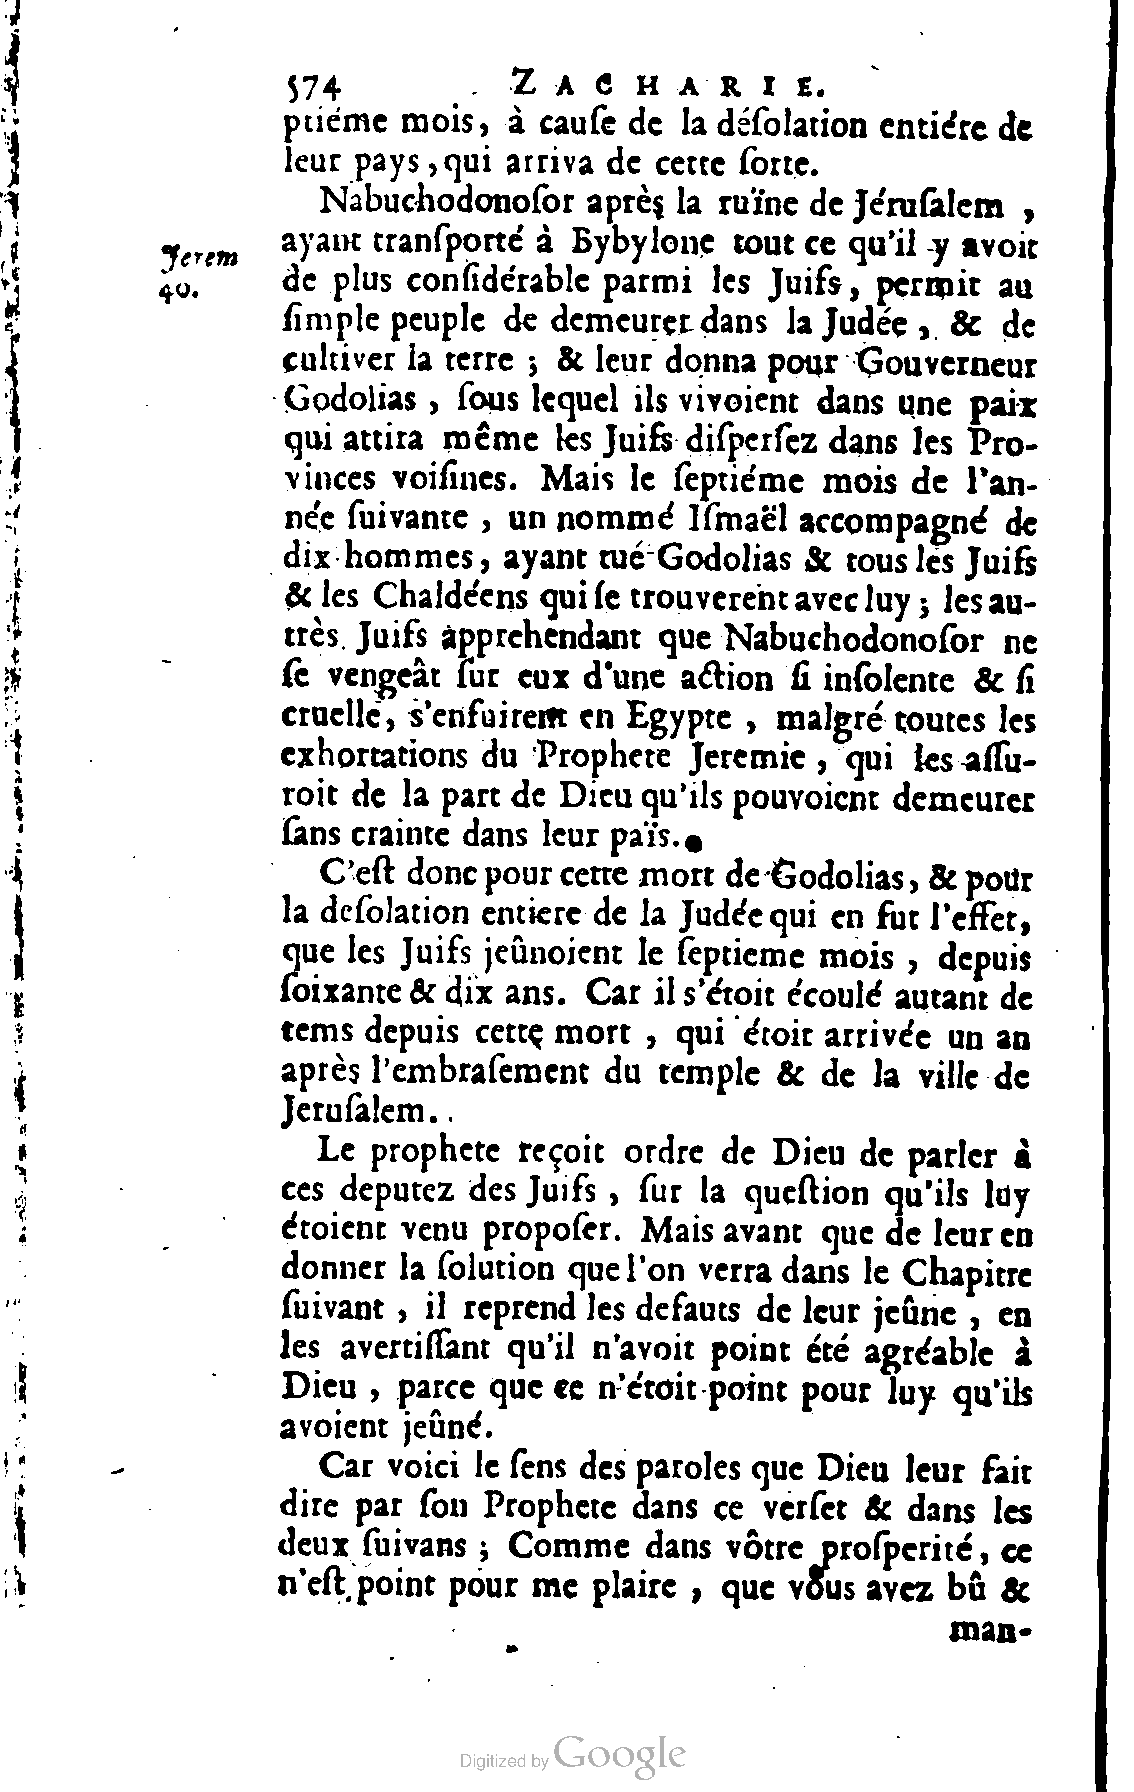 574 ZACHARIE.
ptiéme mois, à cauſe de la déſolation entiére de
leur pays, qui arriva de cette ſorte.
Nabuchodonoſor après la ruïne de Jéruſalem ,
ayant tranſporté à Bybylone tout ce qu'il y avoit
Jerem
40.
de plus conſidérable parmi les Juifs, permit au
ſimple peuple de demeurer dans la Judée , & de
cultiver la terre ; & leur donna pour Gouverneur
Godolias , ſous lequel ils vivoient dans une paix
qui attira même les Juifs diſperſez dans les Pro-
vinces voiſines. Mais le ſeptiéme mois de l'an-
née ſuivante , un nommé Iſmaël accompagné de
dix hommes, ayant tué Godolias & tous les Juifs
& les Chaldéens qui ſe trouverent avec luy ; les au-
très Juifs apprehendant que Nabuchodonoſor ne
ſe vengeât ſur eux d'une action ſi inſolente & ſi
cruelle, s'enfuirent en Egypte , malgré toutes les
exhortations du Prophete Jeremie , qui les aſſu-
roit de la part de Dieu qu'ils pouvoient demeurer
ſans crainte dans leur païs.
C'eſt donc pour cette mort de Godolias, & pour
la deſolation entiere de la Judée qui en fut l'effet,
que les Juifs jeûnoient le ſeptieme mois , depuis
ſoixante & dix ans. Car il s'étoit écoulé autant de
tems depuis cette mort , qui étoit arrivée un an
après l'embraſement du temple & de la ville de
Jeruſalem.
Le prophete reçoit ordre de Dieu de parler à
ces deputez des Juifs , ſur la queſtion qu'ils luy
étoient venu propoſer. Mais avant que de leur en
donner la ſolution que l'on verra dans le Chapitre
ſuivant , il reprend les defauts de leur jeûne , en
les avertiſſant qu'il n'avoit point été agréable à
Dieu , parce que ce n'étoit point pour luy qu'ils
avoient jeûné.
Car voici le ſens des paroles que Dieu leur fait
dire par ſon Prophete dans ce verſet & dans les
deux ſuivans ; Comme dans vôtre proſperité, ce
n'eſt point pour me plaire , que vous avez bû &
man-
Digitized by Google